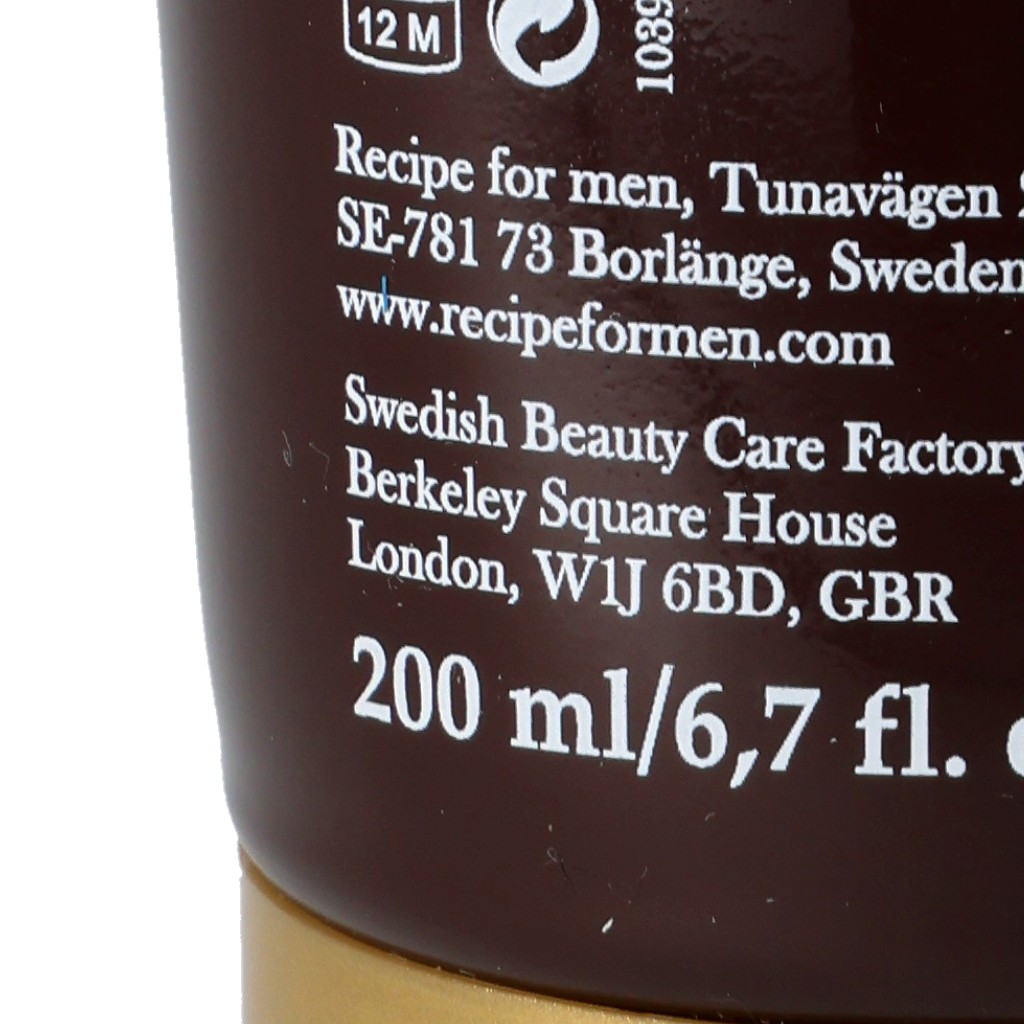 12 M
1039
Recipe for men, Tunavägen
SE-781 73 Borlänge, Sweden
www.recipeformen.com
Swedish Beauty Care Factory
Berkeley Square House
London, W1J 6BD, GBR
200 ml/6,7 fl.